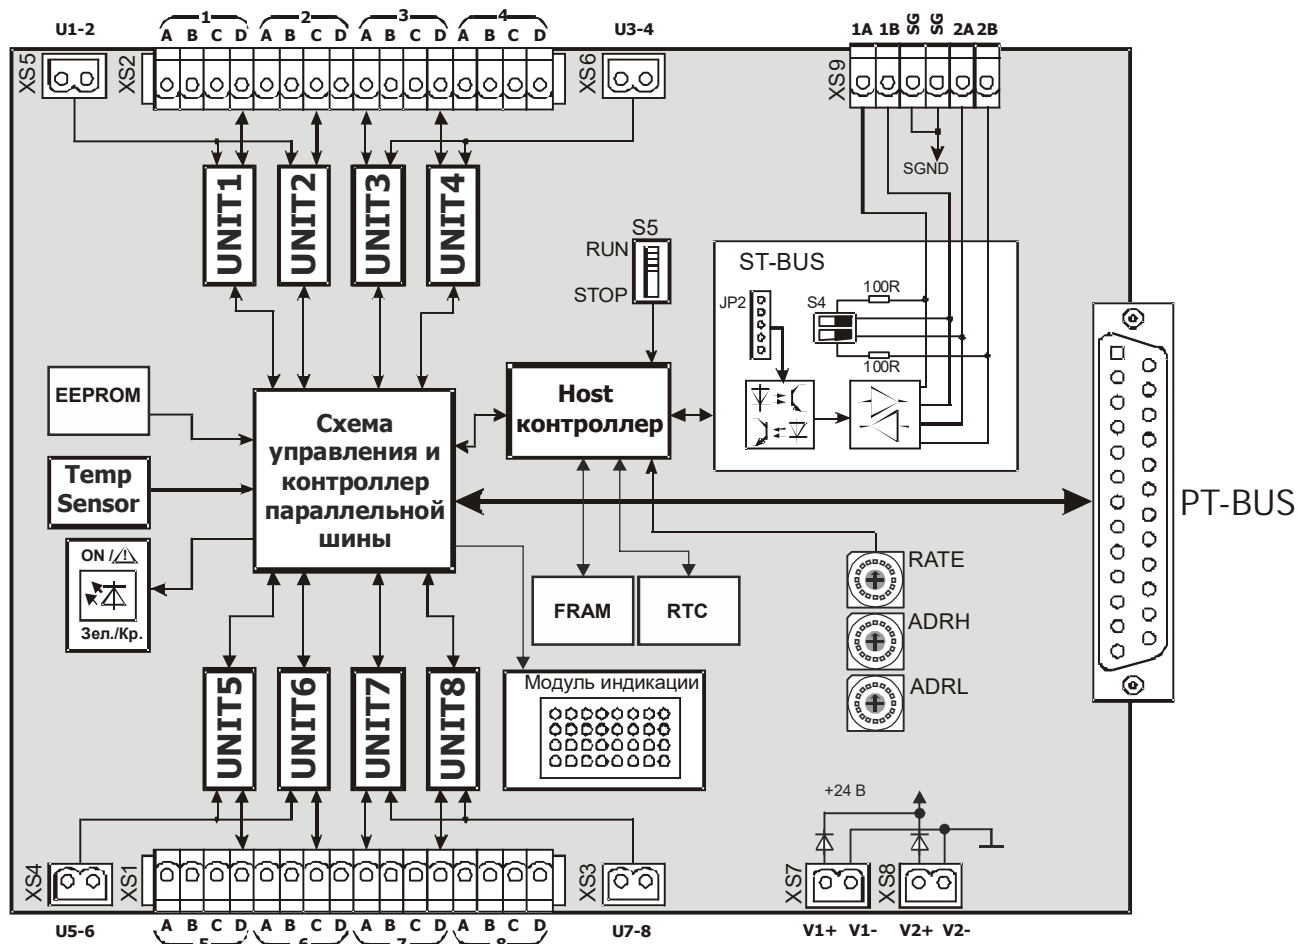 U1-2
1 2 3 4
U3-4
A B C D A B C D A B C D A B C D
1A 1B SG SG 2A 2B
XS5
XS2
XS6
XS9
SGND
UNIT1
UNIT2
UNIT3
UNIT4
S5
RUN
STOP
ST-BUS
JP2
S4
100R
100R
EEPROM
Temp
Sensor
ON /⚠
Зел./Кр.
Схема
управления и
контроллер
параллельной
шины
Host
контроллер
PT-BUS
FRAM
RTC
RATE
ADRH
ADRL
UNIT5
UNIT6
UNIT7
UNIT8
Модуль индикации
+24 В
XS4
XS1
XS3
XS7
XS8
U5-6
A B C D A B C D A B C D A B C D
5 6 7 8
U7-8
V1+ V1- V2+ V2-